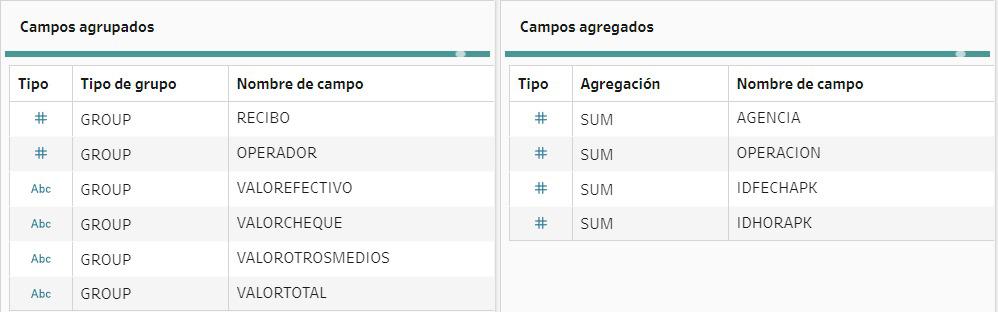 Campos agrupados
Tipo Tipo de grupo Nombre de campo
# GROUP RECIBO
# GROUP OPERADOR
Abc GROUP VALOREFECTIVO
Abc GROUP VALORCHEQUE
Abc GROUP VALOROTROSMEDIOS
Abc GROUP VALORTOTAL
Campos agregados
Tipo Agregación Nombre de campo
# SUM AGENCIA
# SUM OPERACION
# SUM IDFECHAPK
# SUM IDHORAPK